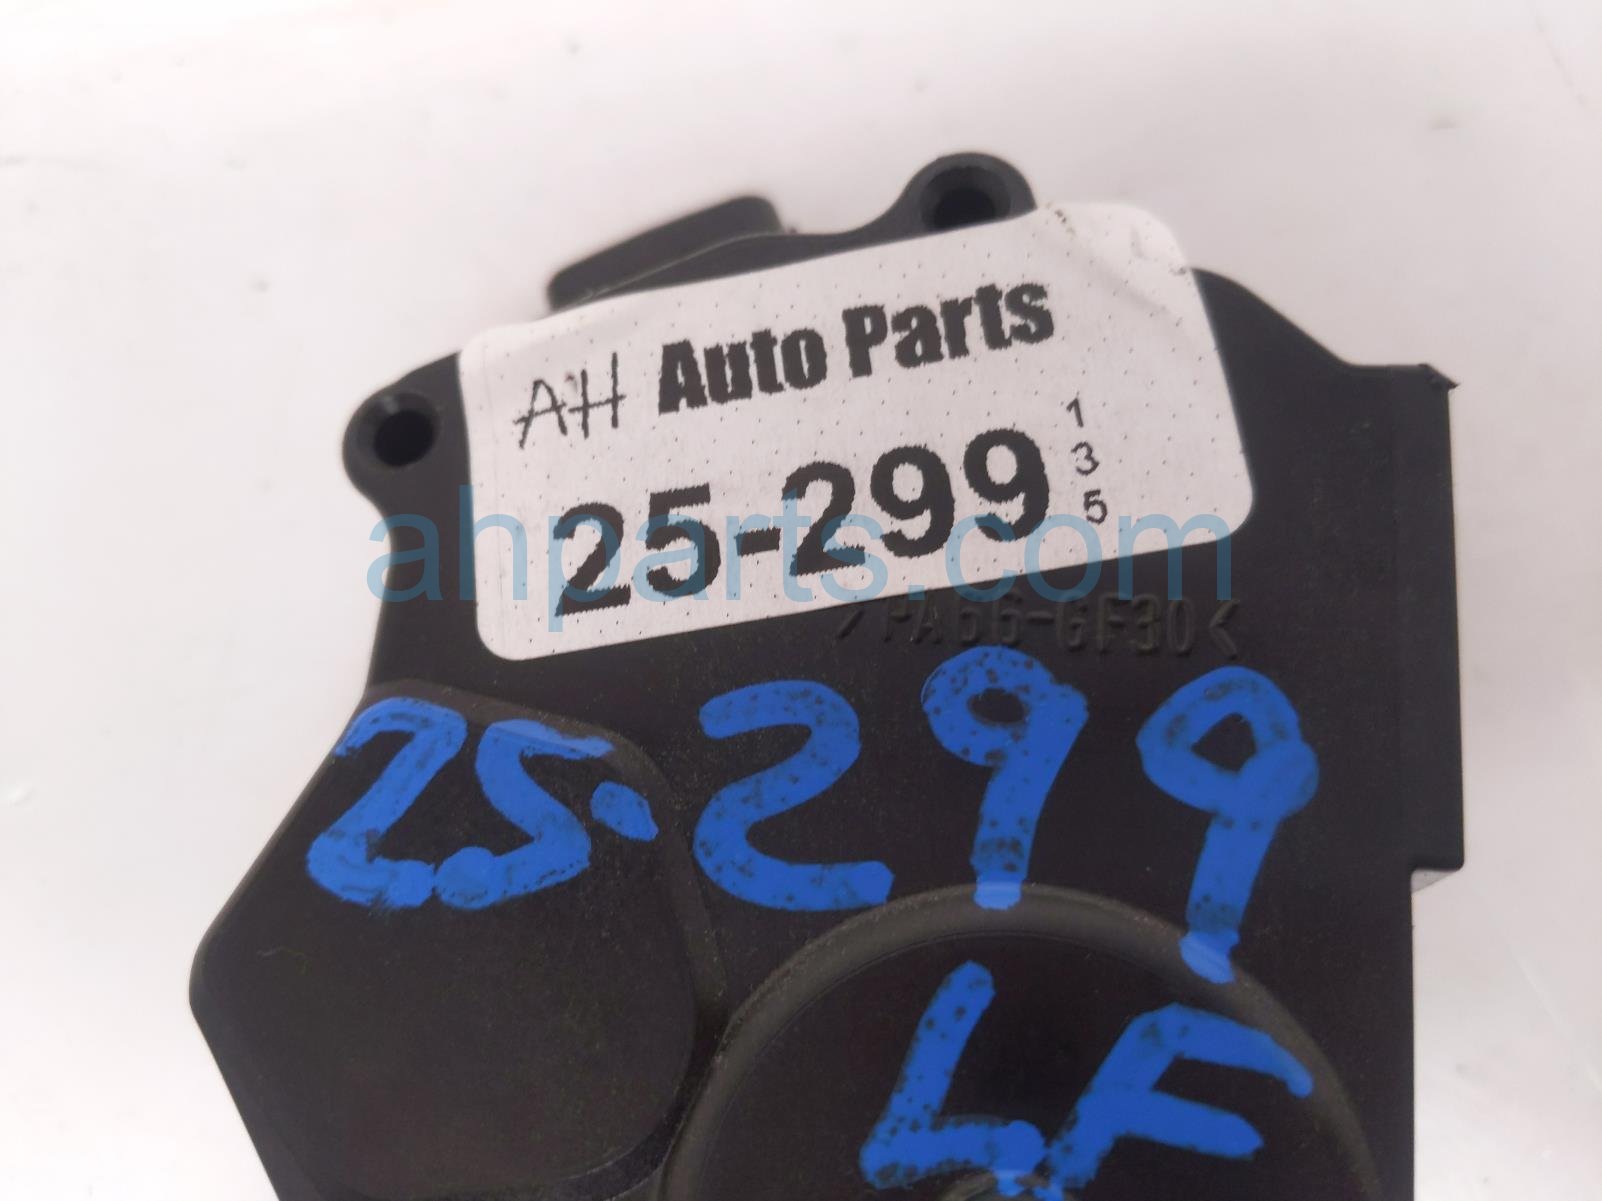 AH Auto Parts
25-299
1
3
5
ahparts.com
>PA66-GF30<
25-299
LF